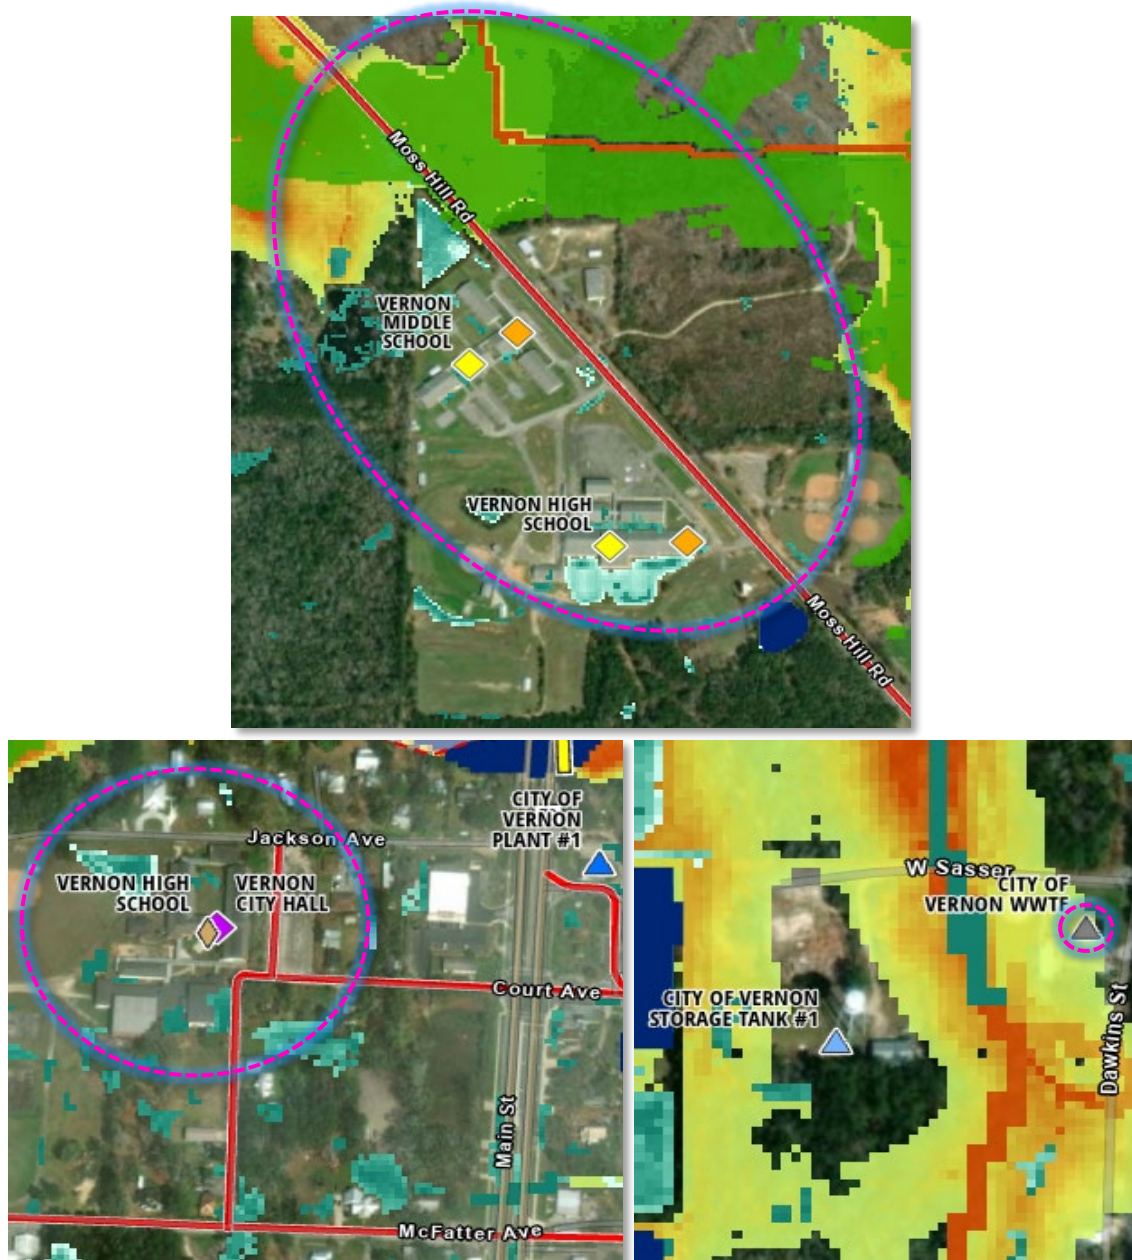 Moss Hill Rd
VERNON
MIDDLE
SCHOOL
VERNON HIGH
SCHOOL
Moss Hill Rd
CITY OF
VERNON
PLANT #1
Jackson Ave
VERNON HIGH
SCHOOL
VERNON
CITY HALL
Court Ave
Main St
McFatter Ave
W Sasser
CITY OF
VERNON WWTF
CITY OF VERNON
STORAGE TANK #1
Dawkins St